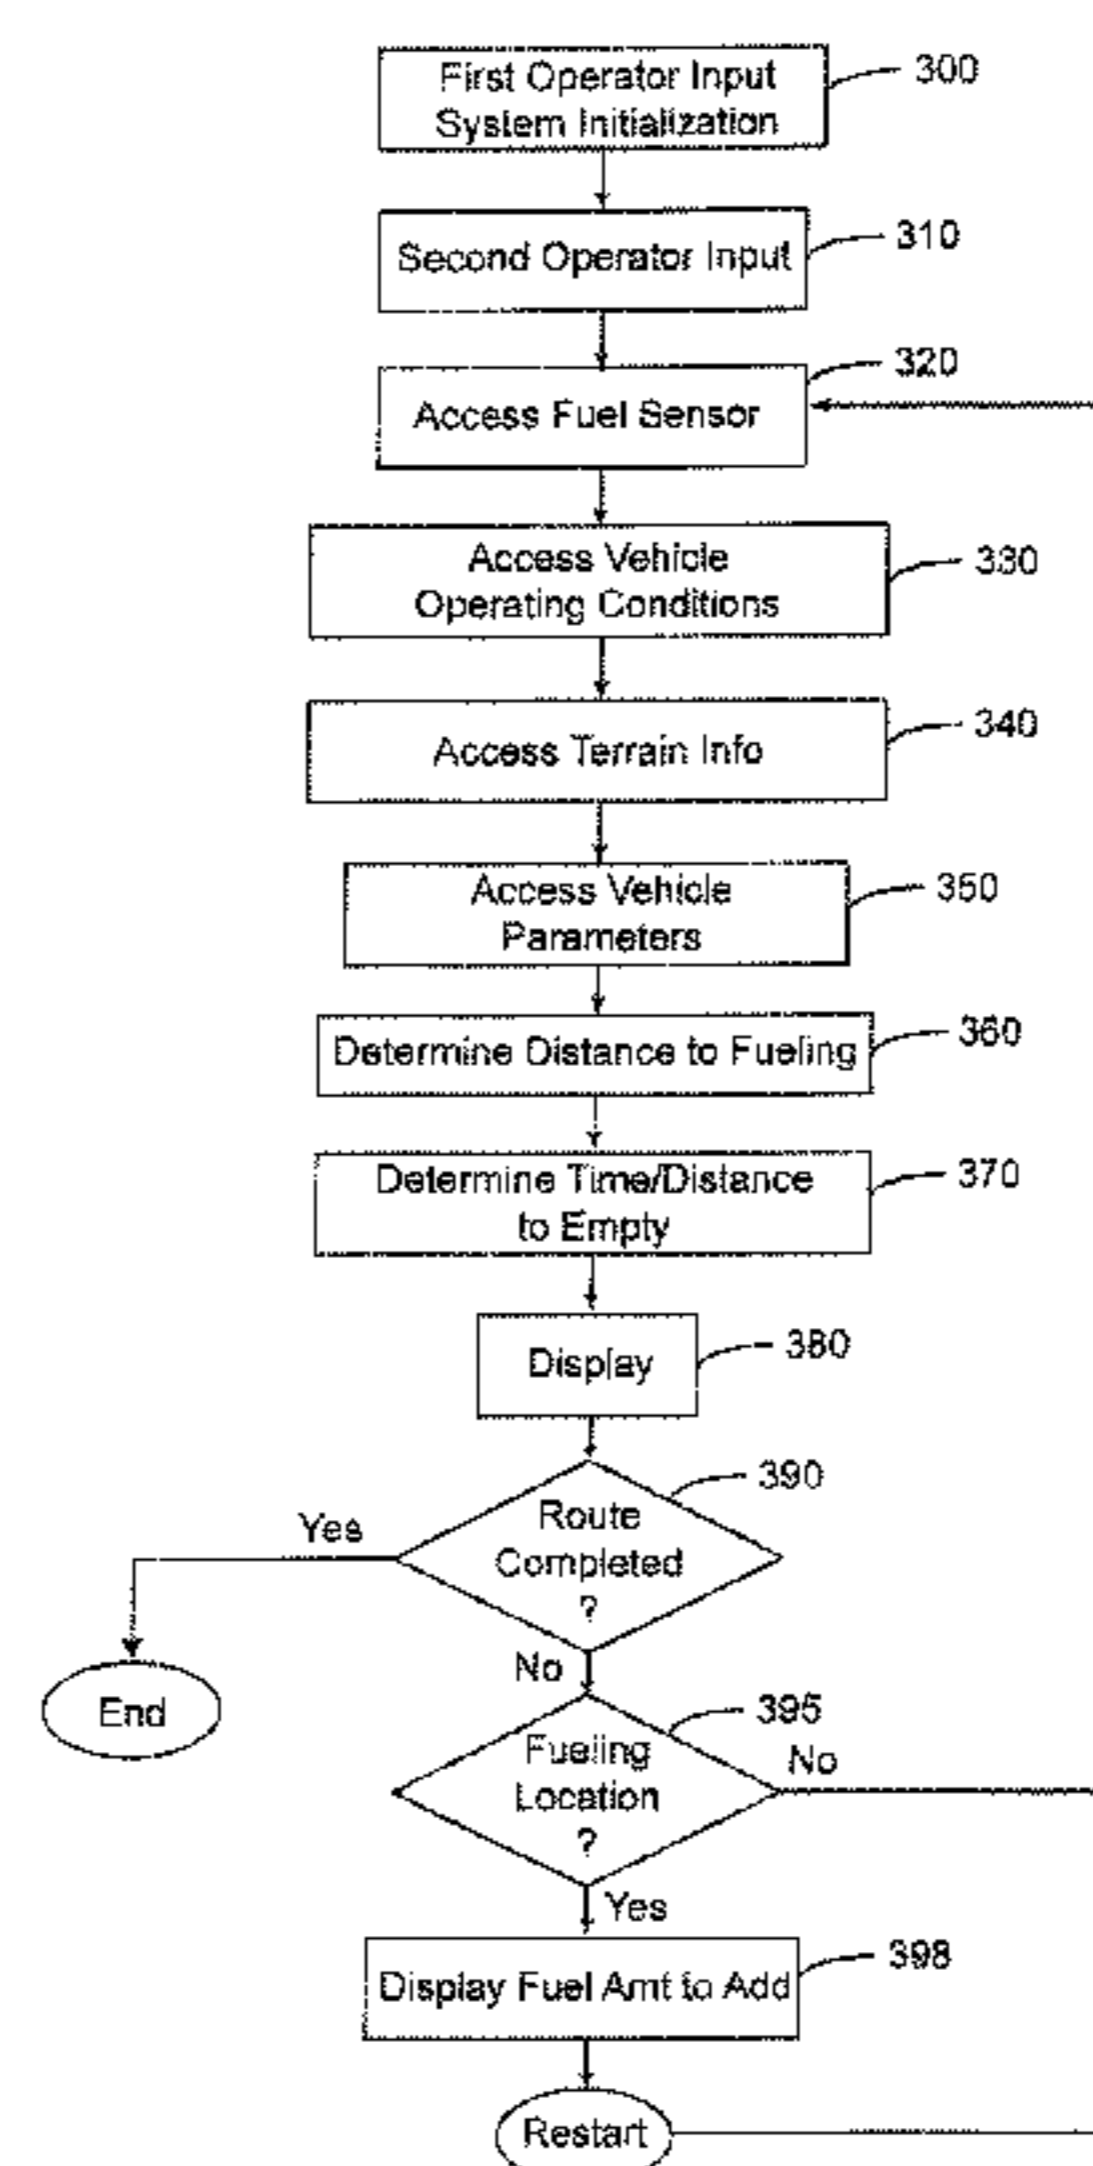 First Operator Input
System Initialization
300
Second Operator Input
310
320
Access Fuel Sensor
Access Vehicle
Operating Conditions
330
Access Terrain Info
340
Access Vehicle
Parameters
350
Determine Distance to Fueling
360
Determine Time/Distance
to Empty
370
Display
380
390
Route
Completed
?
Yes
No
End
395
Fueling
Location
?
No
Yes
398
Display Fuel Amt to Add
Restart